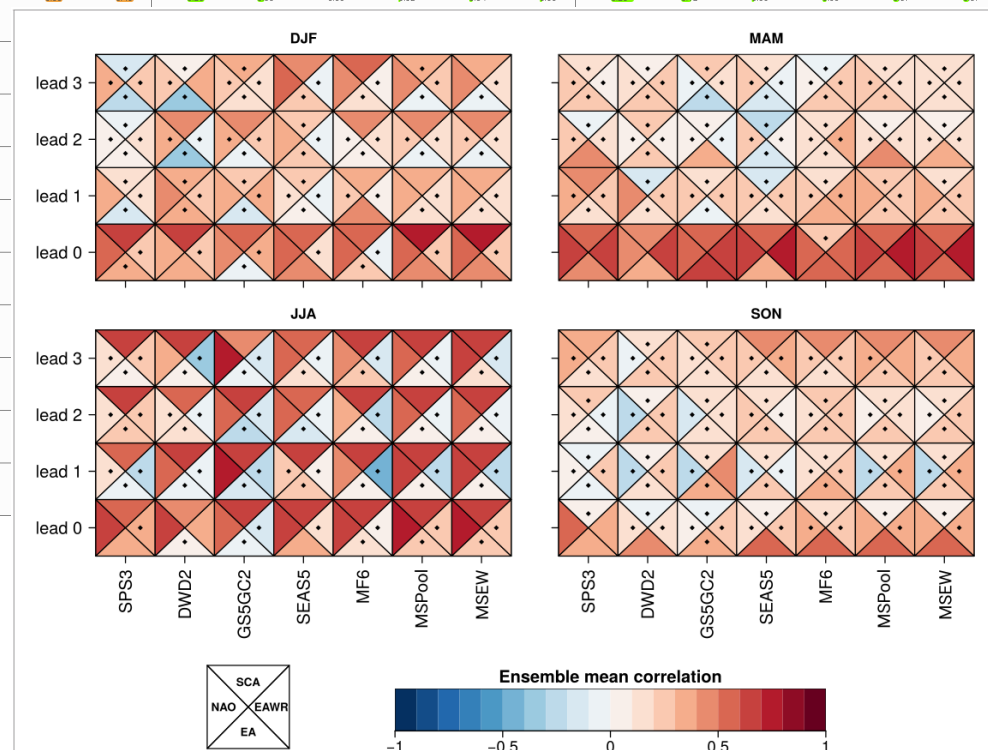 DJF
MAM
lead 3
lead 2
lead 1
lead 0
JJA
SON
lead 3
lead 2
lead 1
lead 0
SPS3
DWD2
GS5GC2
SEAS5
MF6
MSPool
MSEW
SPS3
DWD2
GS5GC2
SEAS5
MF6
MSPool
MSEW
SCA
NAO EAWR
EA
Ensemble mean correlation
−1 −0.5 0 0.5 1